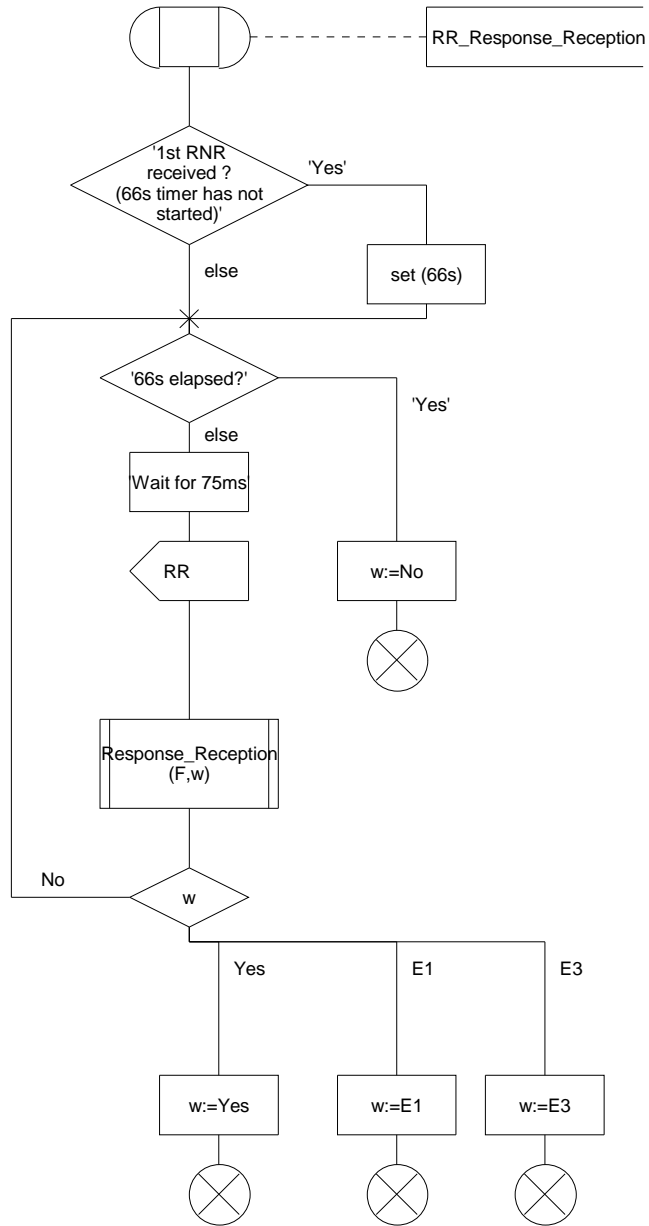 RR_Response_Reception
'1st RNR
received ?
(66s timer has not
started)'
'Yes'
set (66s)
else
'66s elapsed?'
'Yes'
else
'Wait for 75ms'
RR
w:=No
Response_Reception
(F,w)
No
w
Yes
E1
E3
w:=Yes
w:=E1
w:=E3